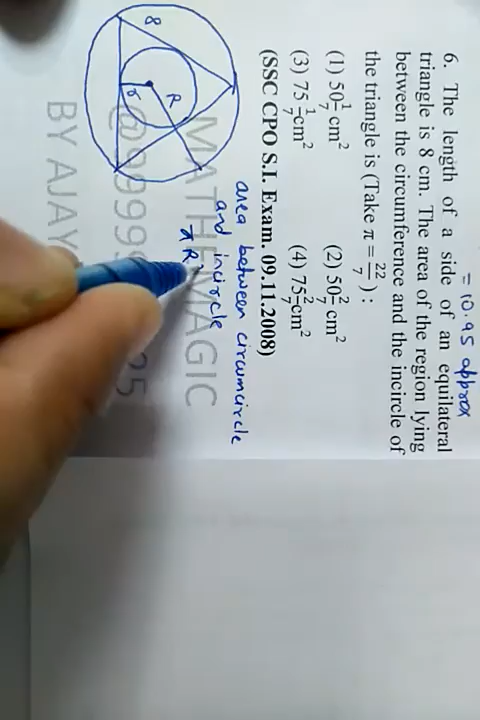 = 10.95 approx
6. The length of a side of an equilateral
triangle is 8 cm. The area of the region lying
between the circumference and the incircle of
the triangle is (Take π = 22/7) :
(1) 50 1/7 cm² (2) 50 2/7 cm²
(3) 75 1/7 cm² (4) 75 2/7 cm²
(SSC CPO S.I. Exam. 09.11.2008)
area between circumcircle
and incircle
πR²
8
R
r
MATHEMAGIC
BY AJAY